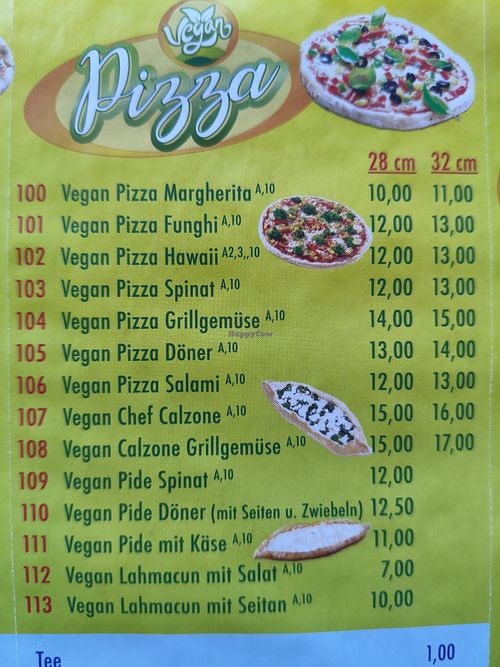 Vegan
Pizza
28 cm 32 cm
100 Vegan Pizza Margherita A,10 10,00 11,00
101 Vegan Pizza Funghi A,10 12,00 13,00
102 Vegan Pizza Hawaii A2,3,,10 12,00 13,00
103 Vegan Pizza Spinat A,10 12,00 13,00
104 Vegan Pizza Grillgemüse A,10 14,00 15,00
HappyCow
105 Vegan Pizza Döner A,10 13,00 14,00
106 Vegan Pizza Salami A,10 12,00 13,00
107 Vegan Chef Calzone A,10 15,00 16,00
108 Vegan Calzone Grillgemüse A,10 15,00 17,00
109 Vegan Pide Spinat A,10 12,00
110 Vegan Pide Döner (mit Seiten u. Zwiebeln) 12,50
111 Vegan Pide mit Käse A,10 11,00
112 Vegan Lahmacun mit Salat A,10 7,00
113 Vegan Lahmacun mit Seitan A,10 10,00
Tee 1,00